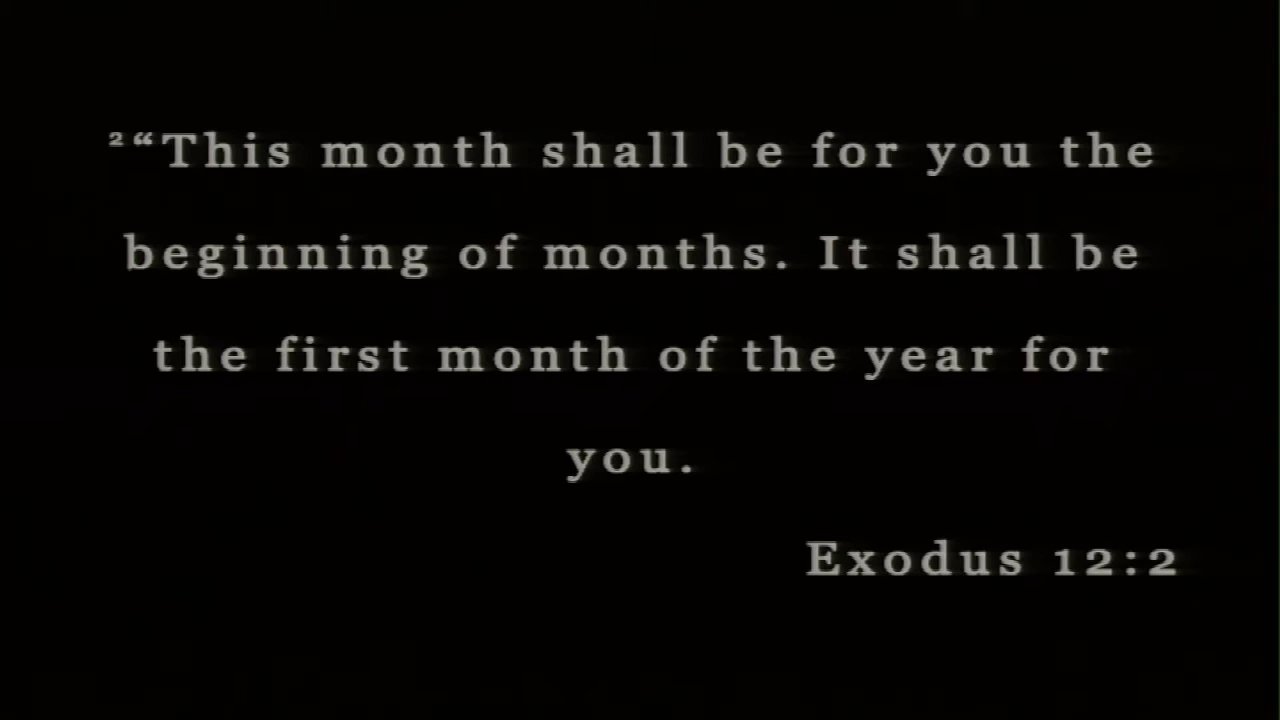 ²“This month shall be for you the
beginning of months. It shall be
the first month of the year for
you.
Exodus 12:2